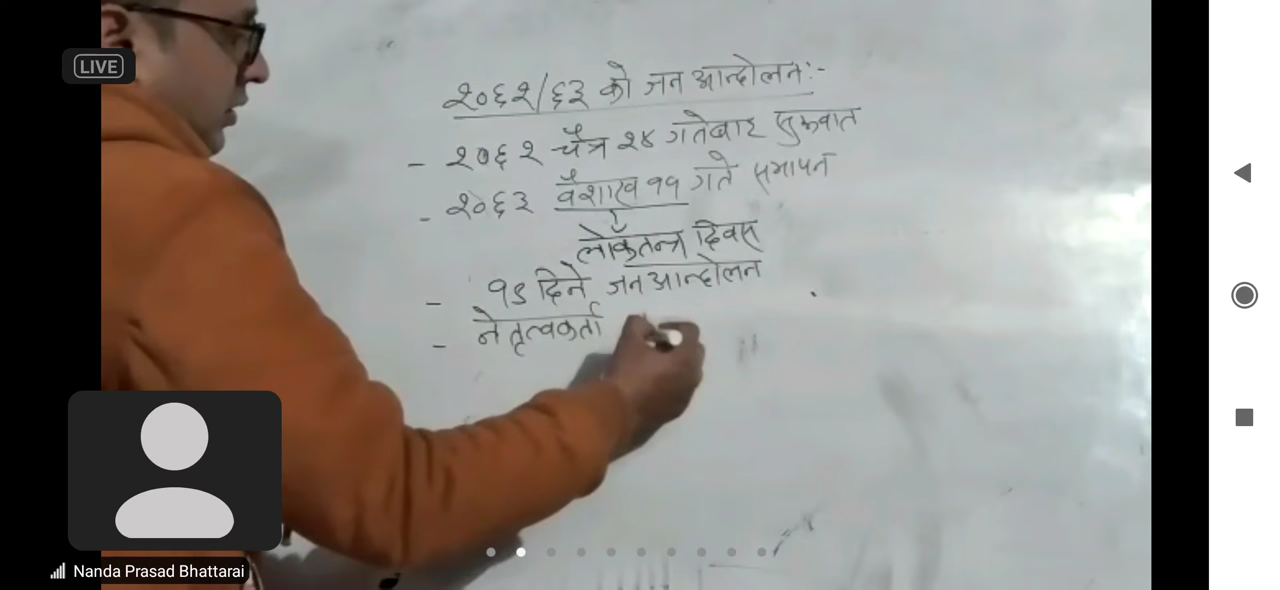 LIVE
२०६२/६३ को जन आन्दोलन:-
- २०६२ चैत्र २४ गतेबाट सुरुवात
- २०६३ वैशाख ११ गते समापन
लोकतन्त्र दिवस
- १९ दिने जनआन्दोलन
- नेतृत्वकर्ता
Nanda Prasad Bhattarai